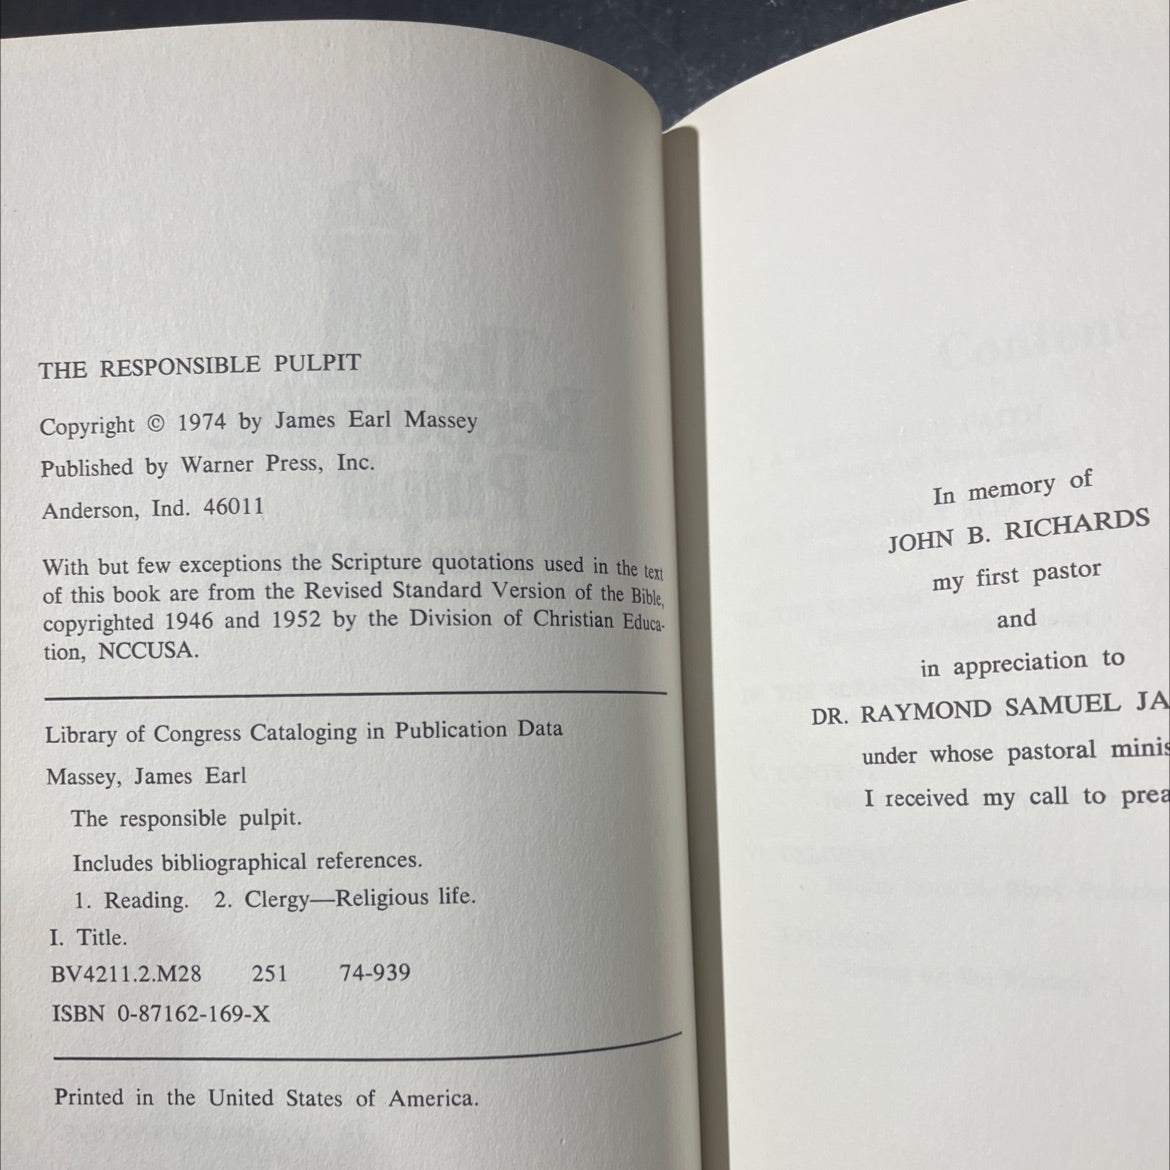 THE RESPONSIBLE PULPIT
Copyright © 1974 by James Earl Massey
Published by Warner Press, Inc.
Anderson, Ind. 46011
With but few exceptions the Scripture quotations used in the text
of this book are from the Revised Standard Version of the Bible,
copyrighted 1946 and 1952 by the Division of Christian Educa-
tion, NCCUSA.
Library of Congress Cataloging in Publication Data
Massey, James Earl
The responsible pulpit.
Includes bibliographical references.
1. Reading. 2. Clergy—Religious life.
I. Title.
BV4211.2.M28 251 74-939
ISBN 0-87162-169-X
Printed in the United States of America.
In memory of
JOHN B. RICHARDS
my first pastor
and
in appreciation to
DR. RAYMOND SAMUEL JA
under whose pastoral minis
I received my call to prea